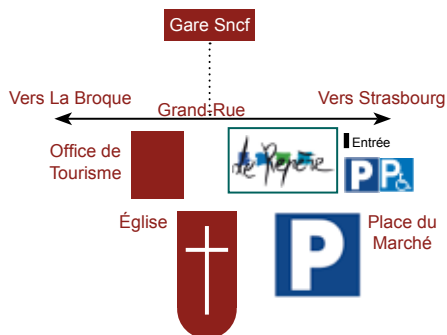 Gare Sncf
Vers La Broque
Grand-Rue
Vers Strasbourg
Office de
Tourisme
Le Repère
Entrée
P P
Église
P
Place du
Marché